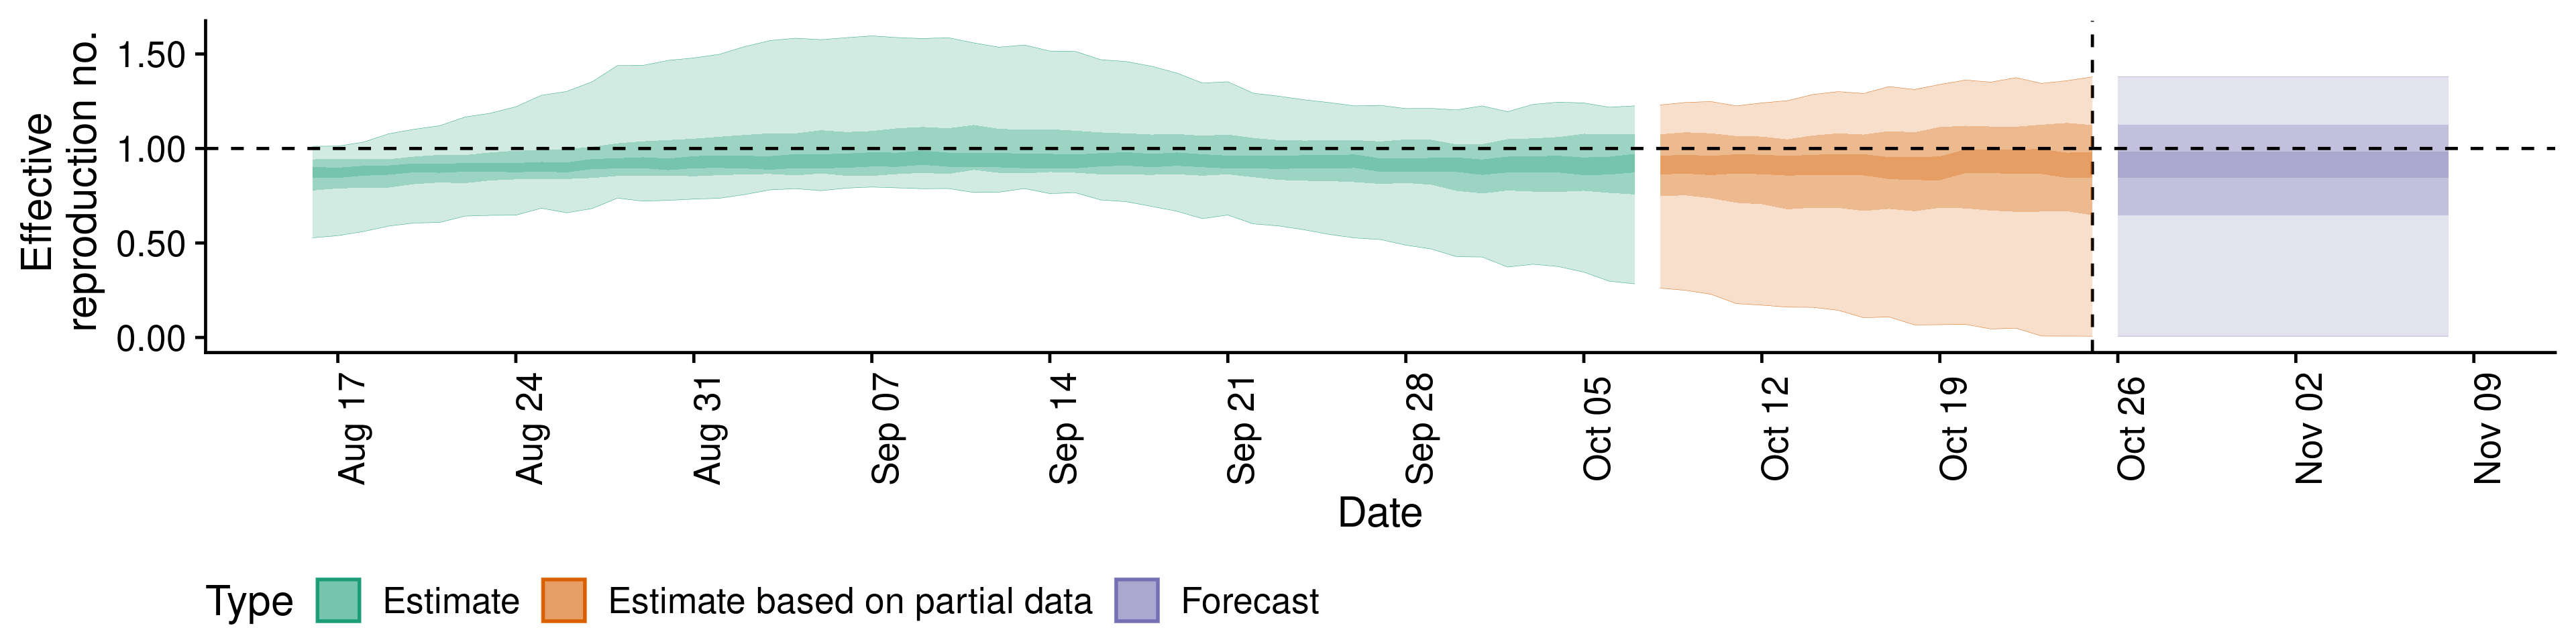 Effective
reproduction no.
1.50
1.00
0.50
0.00
Aug 17
Aug 24
Aug 31
Sep 07
Sep 14
Sep 21
Sep 28
Oct 05
Oct 12
Oct 19
Oct 26
Nov 02
Nov 09
Date
Type Estimate Estimate based on partial data Forecast